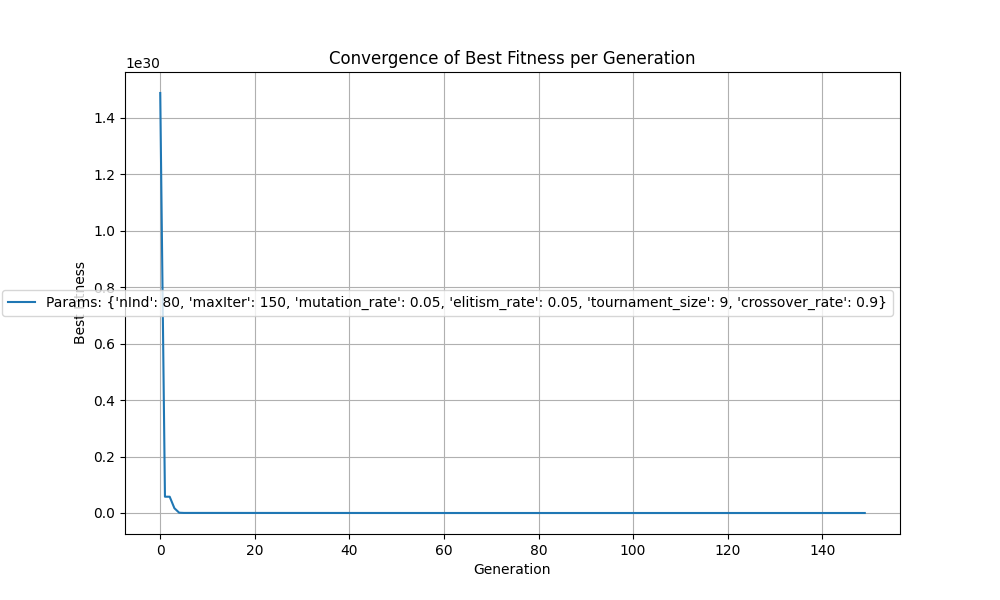 Convergence of Best Fitness per Generation
1e30
1.4
1.2
1.0
0.8
Params: {'nInd': 80, 'maxIter': 150, 'mutation_rate': 0.05, 'elitism_rate': 0.05, 'tournament_size': 9, 'crossover_rate': 0.9}
0.6
0.4
0.2
0.0
Best Fitness
0 20 40 60 80 100 120 140
Generation